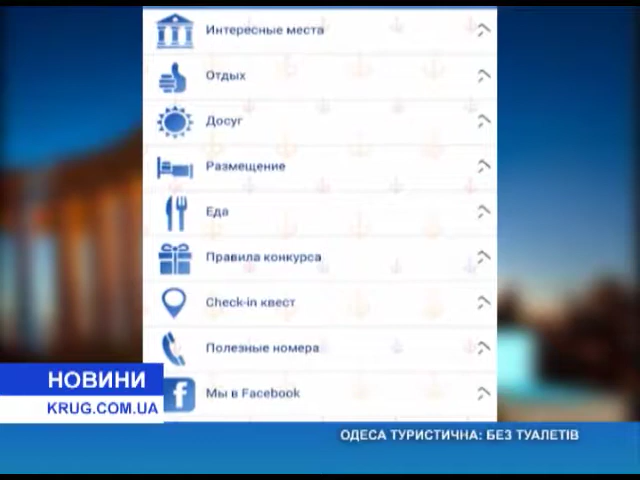 Интересные места
Отдых
Досуг
Размещение
Еда
Правила конкурса
Check-in квест
Полезные номера
Мы в Facebook
НОВИНИ
KRUG.COM.UA
ОДЕСА ТУРИСТИЧНА: БЕЗ ТУАЛЕТІВ